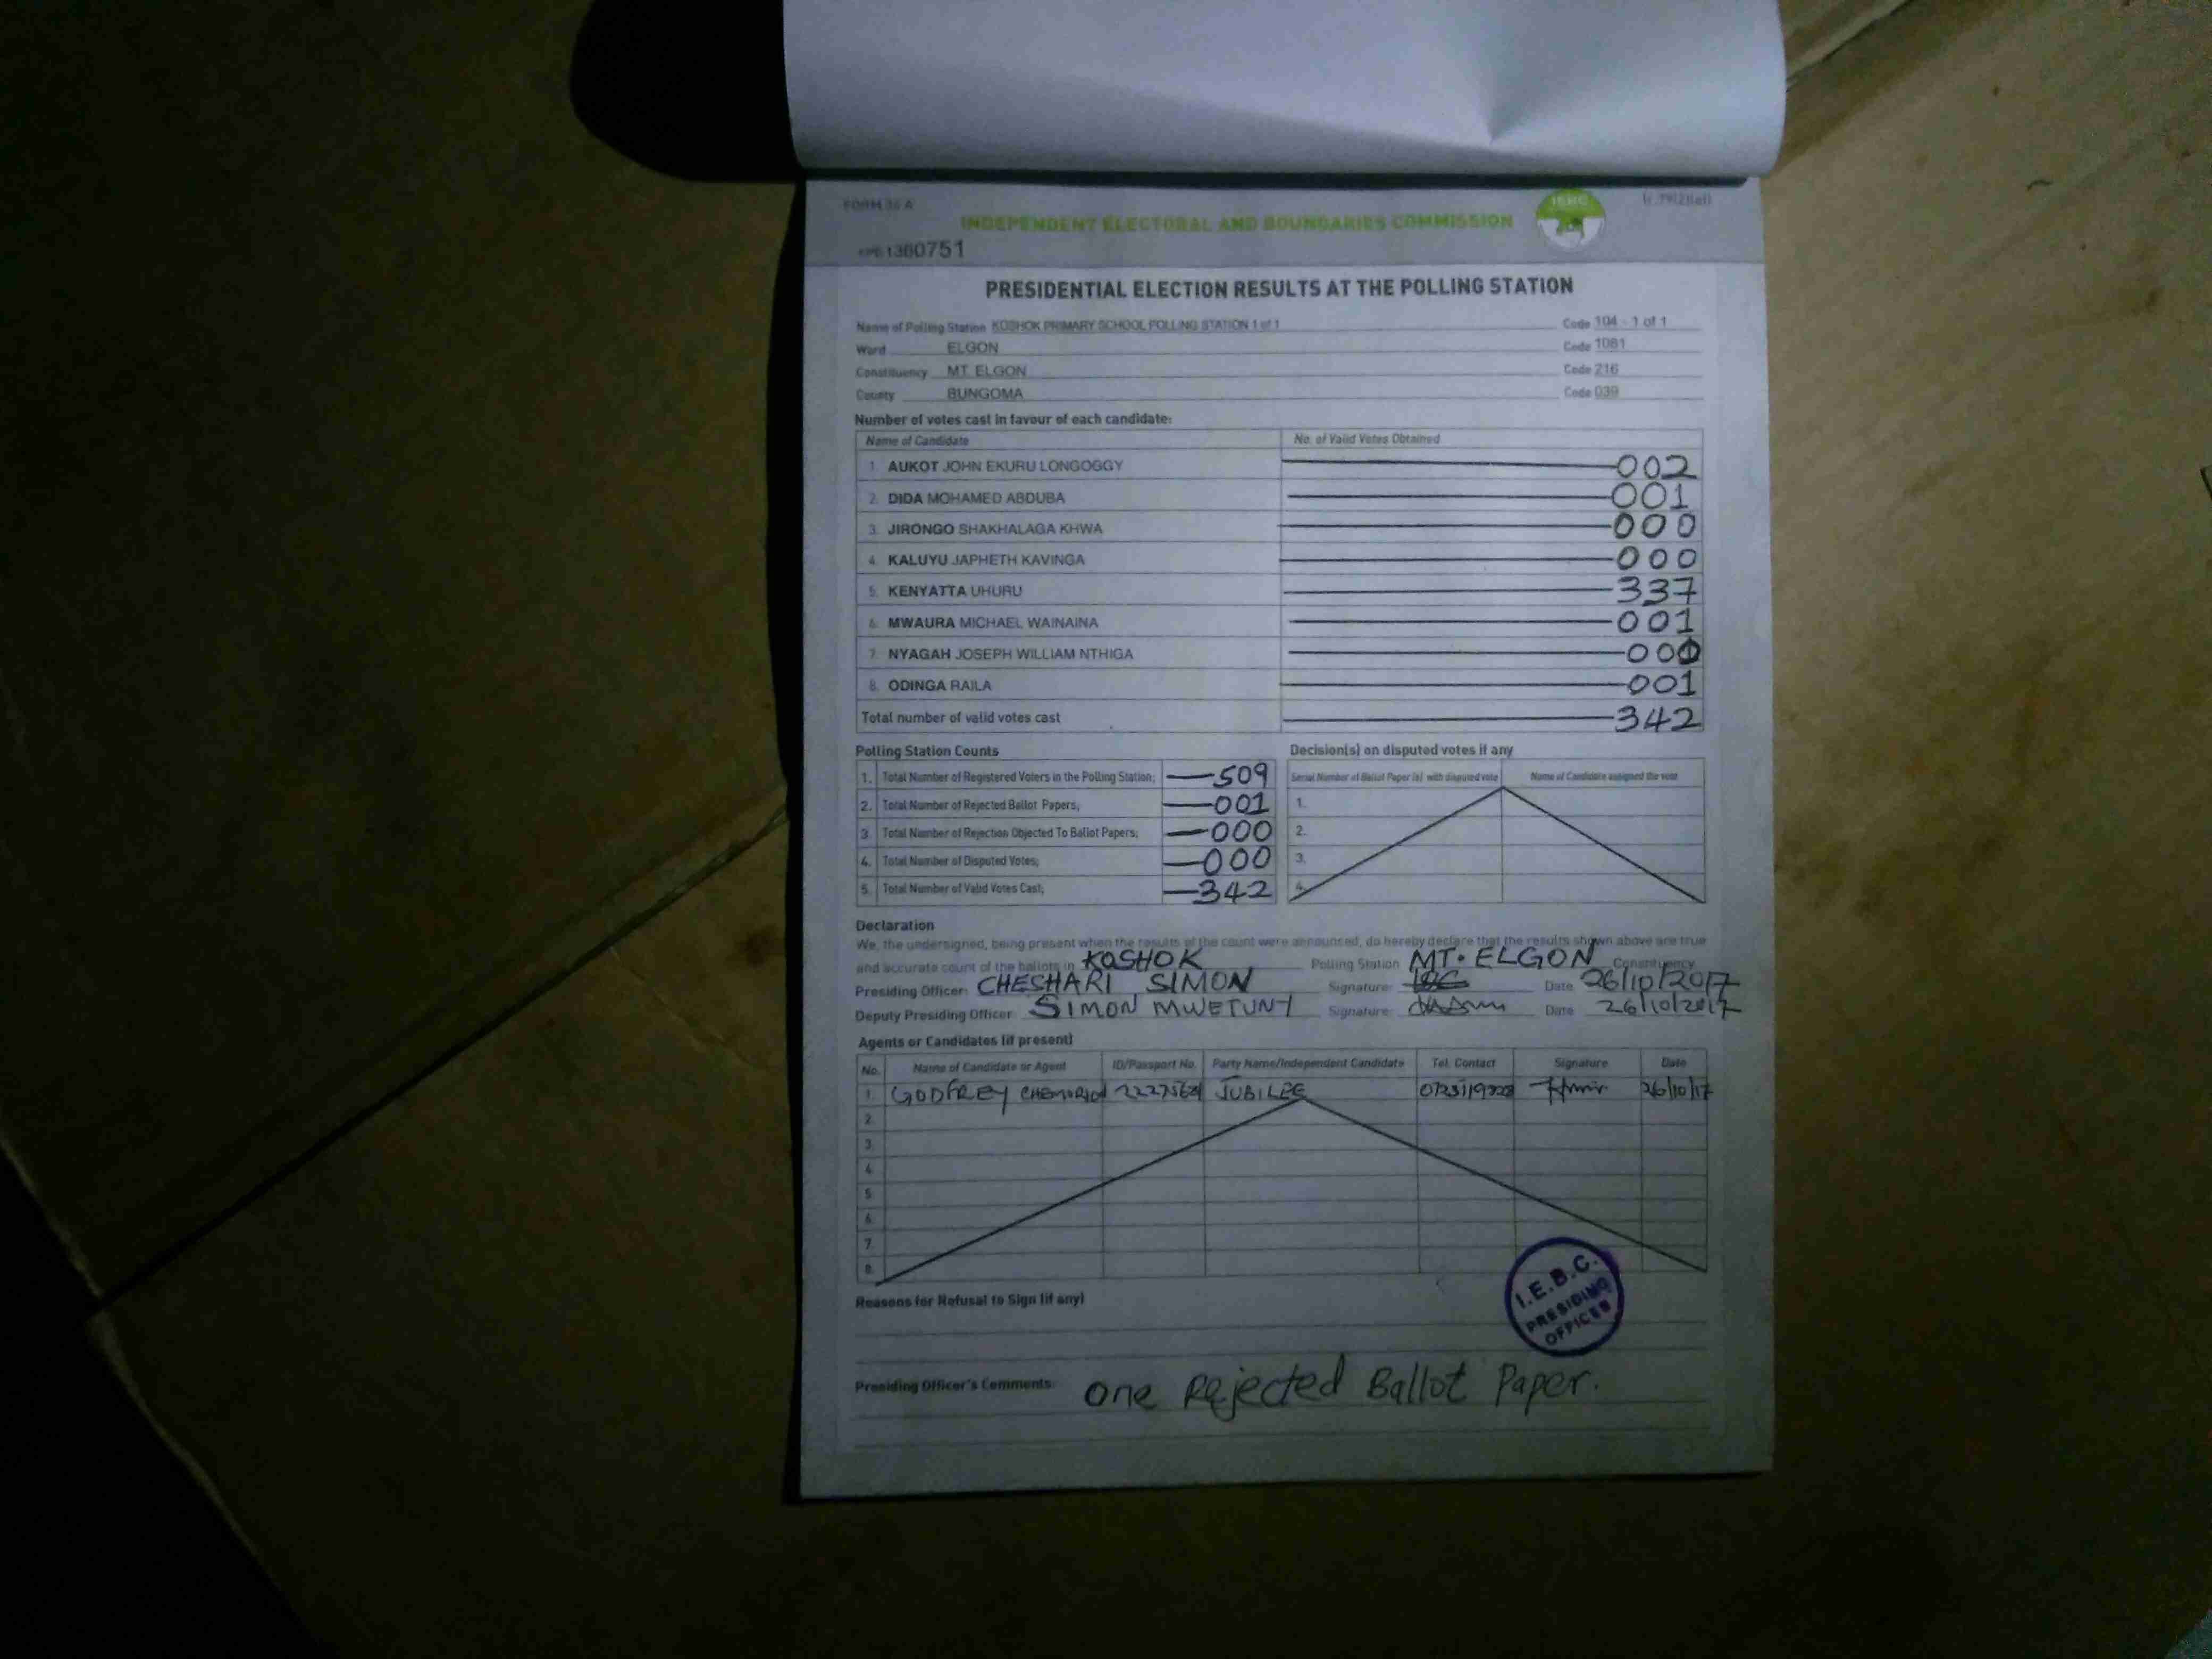 FORM 34 A
INDEPENDENT ELECTORAL AND BOUNDARIES COMMISSION
IEBC
1360751
PRESIDENTIAL ELECTION RESULTS AT THE POLLING STATION
Name of Polling Station KOSHOK PRIMARY SCHOOL POLLING STATION 1 of 1 Code 104 - 1 of 1
Ward ELGON Code 1081
Constituency MT. ELGON Code 216
County BUNGOMA Code 039
Number of votes cast in favour of each candidate:
Name of Candidate No. of Valid Votes Obtained
1. AUKOT JOHN EKURU LONGOGGY 002
2. DIDA MOHAMED ABDUBA 001
3. JIRONGO SHAKHALAGA KHWA 000
4. KALUYU JAPHETH KAVINGA 000
5. KENYATTA UHURU 337
6. MWAURA MICHAEL WAINAINA 001
7. NYAGAH JOSEPH WILLIAM NTHIGA 000
8. ODINGA RAILA 001
Total number of valid votes cast 342
Polling Station Counts
1. Total Number of Registered Voters in the Polling Station; 509
2. Total Number of Rejected Ballot Papers; 001
3. Total Number of Rejection Objected To Ballot Papers; 000
4. Total Number of Disputed Votes; 000
5. Total Number of Valid Votes Cast; 342
Decision(s) on disputed votes if any
Serial Number of Ballot Paper (s) with disputed vote Name of Candidate assigned the vote
1.
2.
3.
4.
Declaration
We, the undersigned, being present when the results of the count were announced, do hereby declare that the results shown above are true
and accurate count of the ballots in KOSHOK Polling Station MT. ELGON Constituency
Presiding Officer: CHESHARI SIMON Signature: Date 26/10/2017
Deputy Presiding Officer SIMON MWETUNY Signature: Date 26/10/2017
Agents or Candidates (if present)
No. Name of Candidate or Agent ID/Passport No. Party Name/Independent Candidate Tel. Contact Signature Date
1. GODFREY JUBILEE 26/10/17
2.
3.
4.
5.
6.
7.
8.
I.E.B.C.
PRESIDING
OFFICER
Reasons for Refusal to Sign (if any)
Presiding Officer's Comments: One Rejected Ballot Paper.